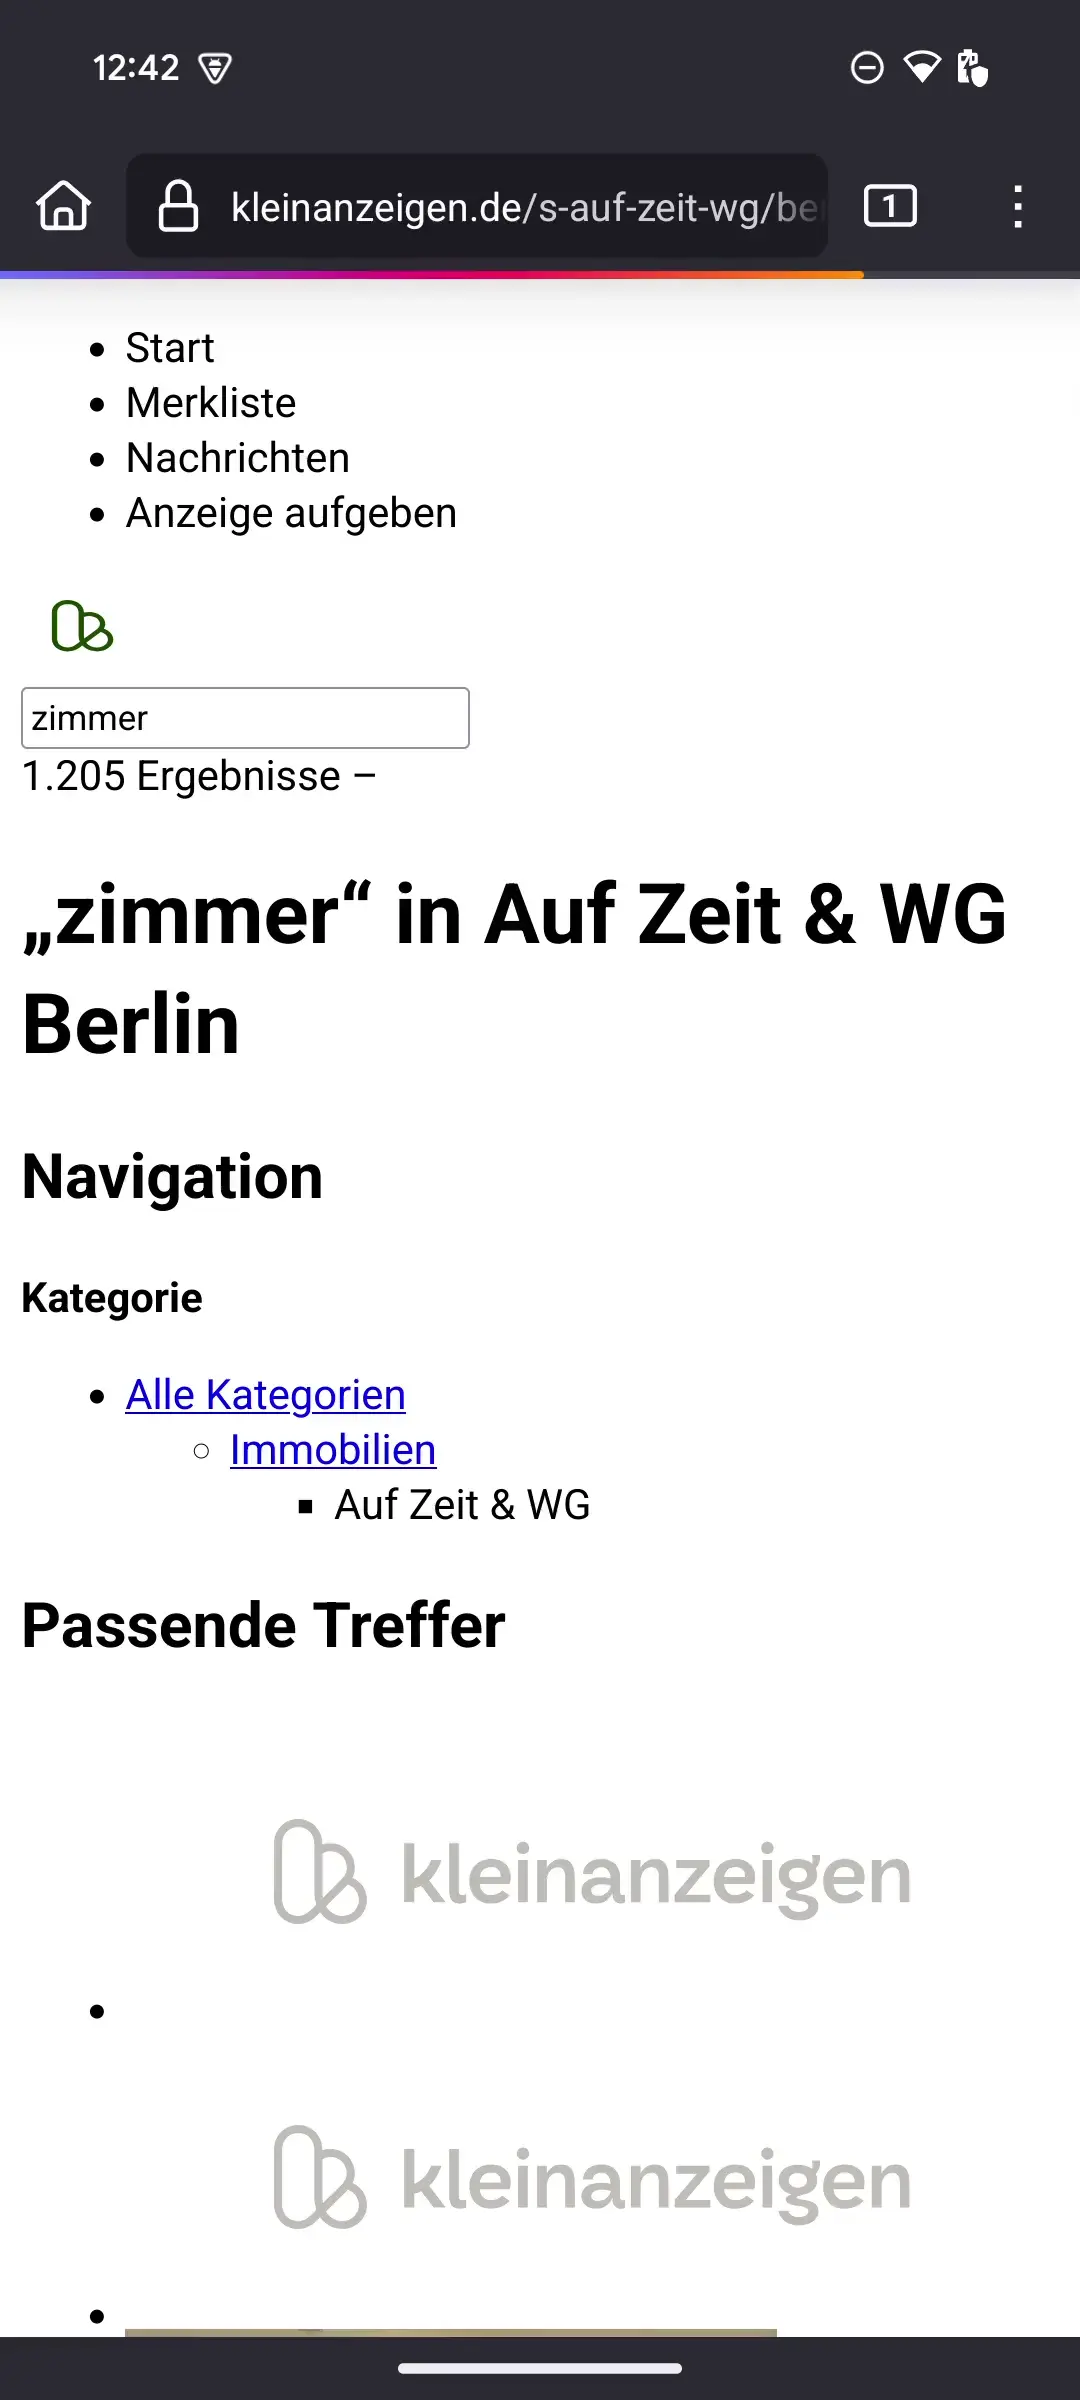 12:42
kleinanzeigen.de/s-auf-zeit-wg/be
1
Start
Merkliste
Nachrichten
Anzeige aufgeben
zimmer
1.205 Ergebnisse –
„zimmer“ in Auf Zeit & WG
Berlin
Navigation
Kategorie
Alle Kategorien
Immobilien
Auf Zeit & WG
Passende Treffer
kleinanzeigen
kleinanzeigen